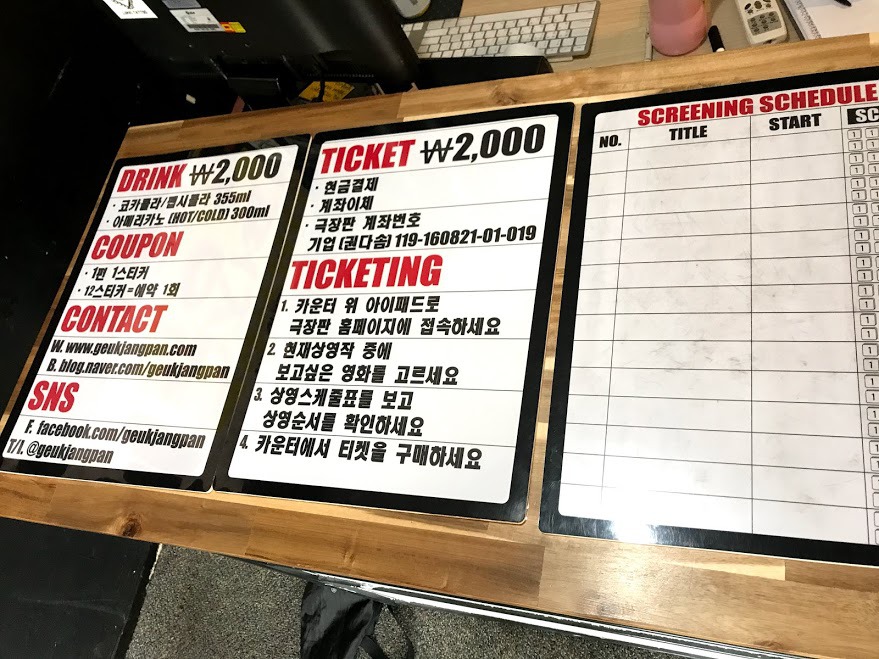 DRINK ₩2,000
· 코카콜라/펩시콜라 355ml
· 아메리카노 (HOT/COLD) 300ml
COUPON
· 1편 1스티커
· 12스티커=예약 1회
CONTACT
W. www.geukjangpan.com
B. blog.naver.com/geukjangpan
SNS
F. facebook.com/geukjangpan
T/I. @geukjangpan
TICKET ₩2,000
· 현금결제
· 계좌이체
· 극장판 계좌번호
기업 (권다솜) 119-160821-01-019
TICKETING
1. 카운터 위 아이패드로
극장판 홈페이지에 접속하세요
2. 현재상영작 중에
보고싶은 영화를 고르세요
3. 상영스케줄표를 보고
상영순서를 확인하세요
4. 카운터에서 티켓을 구매하세요
SCREENING SCHEDULE
NO. TITLE START